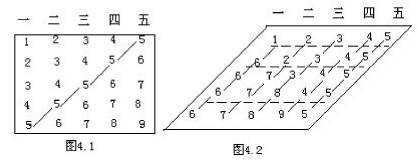 一 二 三 四 五
1 2 3 4 5
2 3 4 5 6
3 4 5 6 7
4 5 6 7 8
5 6 7 8 9
图4.1
一 二 三 四 五
1 2 3 4 5
6 2 3 4 5
6 7 3 4 5
6 7 8 4 5
6 7 8 9 5
图4.2